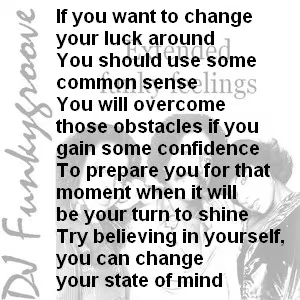 DJ Funkygroove
Extended
funky feelings
If you want to change
your luck around
You should use some
common sense
You will overcome
those obstacles if you
gain some confidence
To prepare you for that
moment when it will
be your turn to shine
Try believing in yourself,
you can change
your state of mind